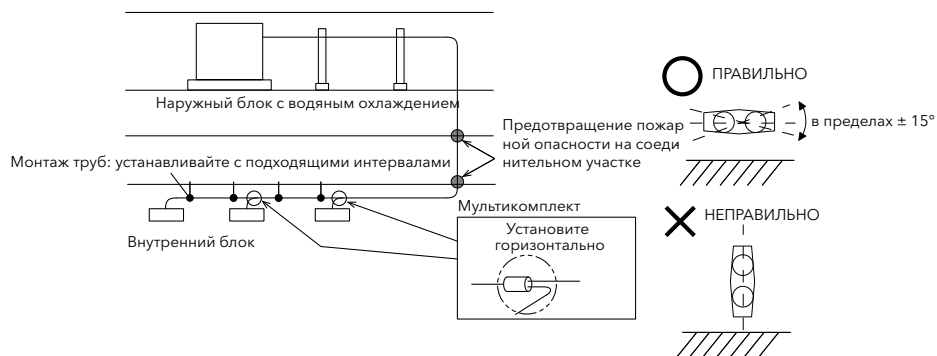 Наружный блок с водяным охлаждением
Предотвращение пожар
ной опасности на соеди
нительном участке
Монтаж труб: устанавливайте с подходящими интервалами
Внутренний блок
Мультикомплект
Установите
горизонтально
ПРАВИЛЬНО
в пределах ± 15°
НЕПРАВИЛЬНО